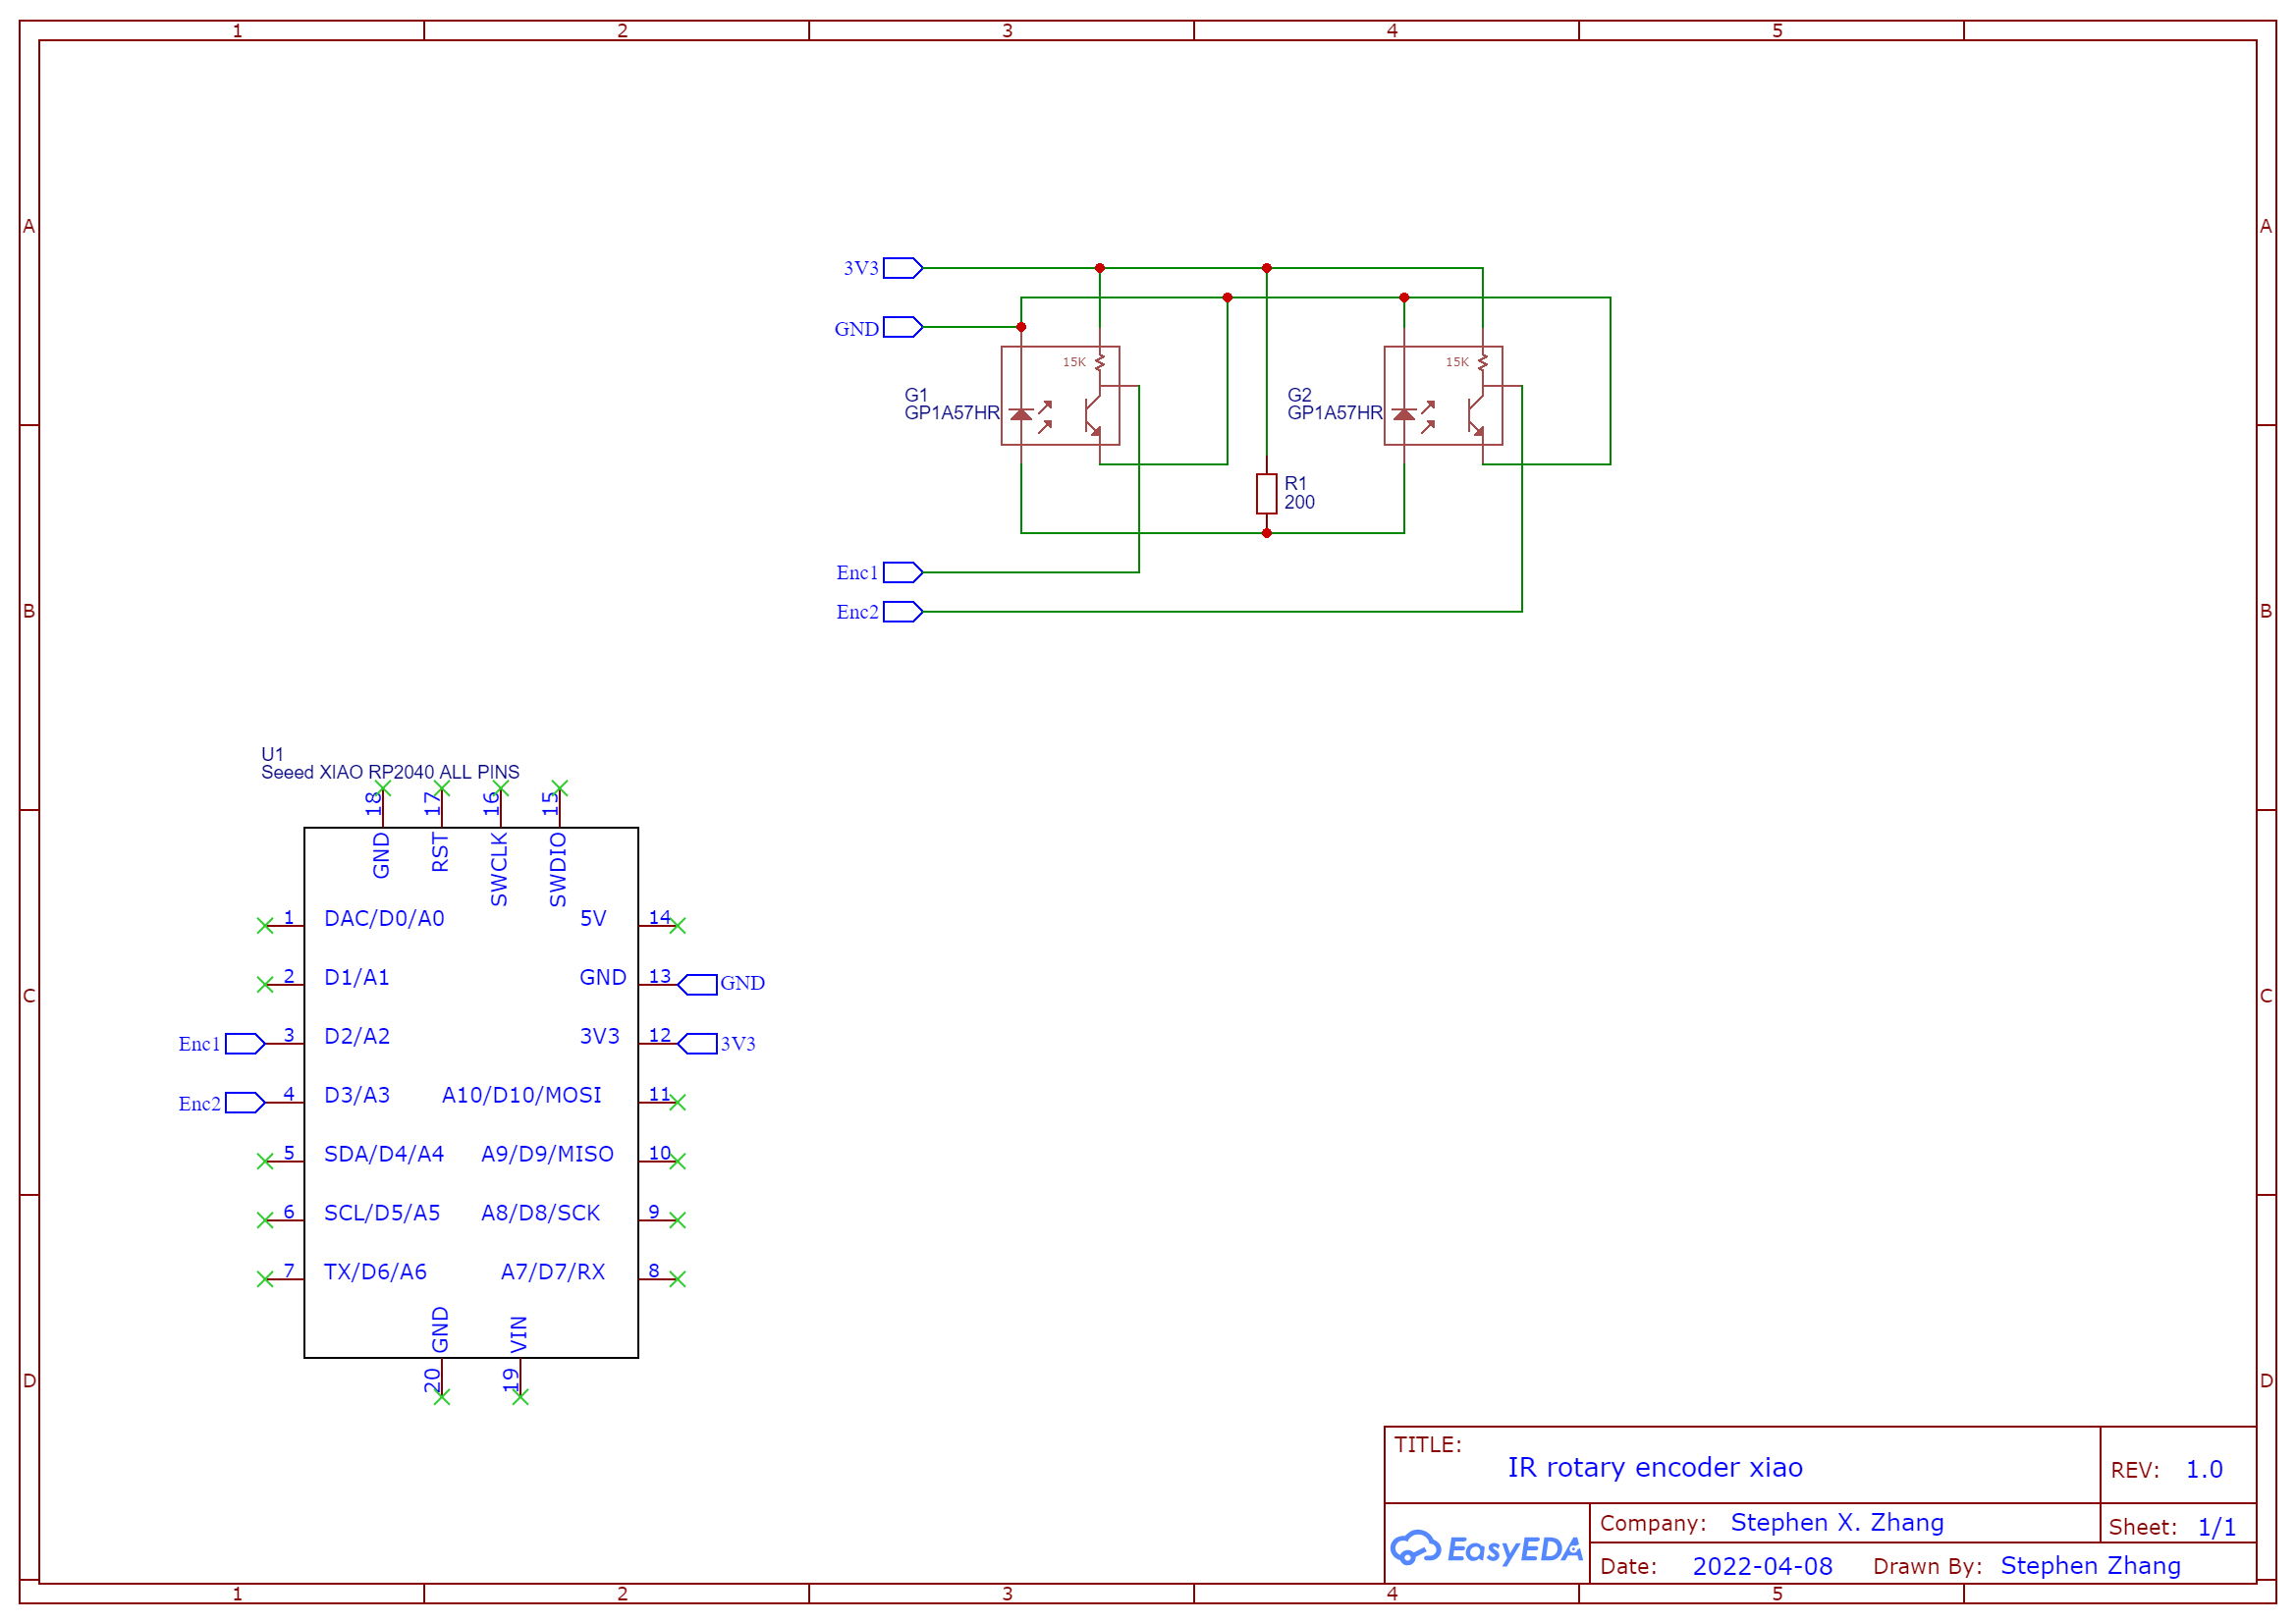 1 2 3 4 5
A A
3V3
GND
15K 15K
G1
GP1A57HR
G2
GP1A57HR
R1
200
Enc1
Enc2
B B
U1
Seeed XIAO RP2040 ALL PINS
18 17 16 15
GND RST SWCLK SWDIO
1 DAC/D0/A0 5V 14
2 D1/A1 GND 13 GND
C C
Enc1 3 D2/A2 3V3 12 3V3
Enc2 4 D3/A3 A10/D10/MOSI 11
5 SDA/D4/A4 A9/D9/MISO 10
6 SCL/D5/A5 A8/D8/SCK 9
7 TX/D6/A6 A7/D7/RX 8
GND VIN
20 19
D D
TITLE:
IR rotary encoder xiao
REV: 1.0
EasyEDA
Company: Stephen X. Zhang
Sheet: 1/1
Date: 2022-04-08 Drawn By: Stephen Zhang
1 2 3 4 5